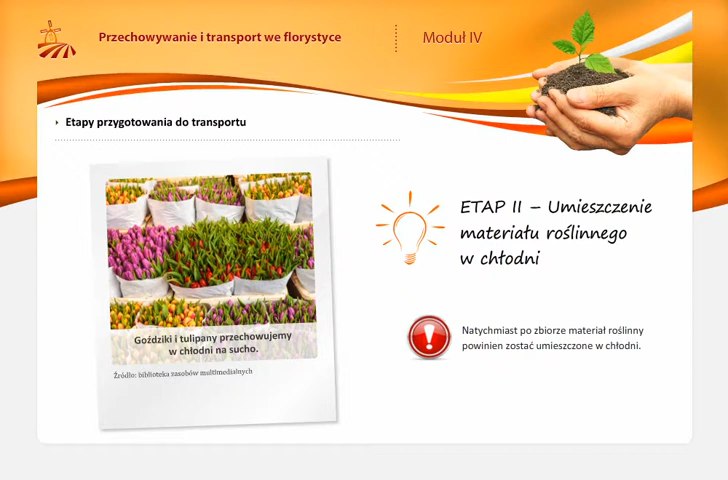 Przechowywanie i transport we florystyce
Moduł IV
Etapy przygotowania do transportu
Goździki i tulipany przechowujemy
w chłodni na sucho.
Źródło: biblioteka zasobów multimedialnych
ETAP II – Umieszczenie
materiału roślinnego
w chłodni
Natychmiast po zbiorze materiał roślinny
powinien zostać umieszczone w chłodni.